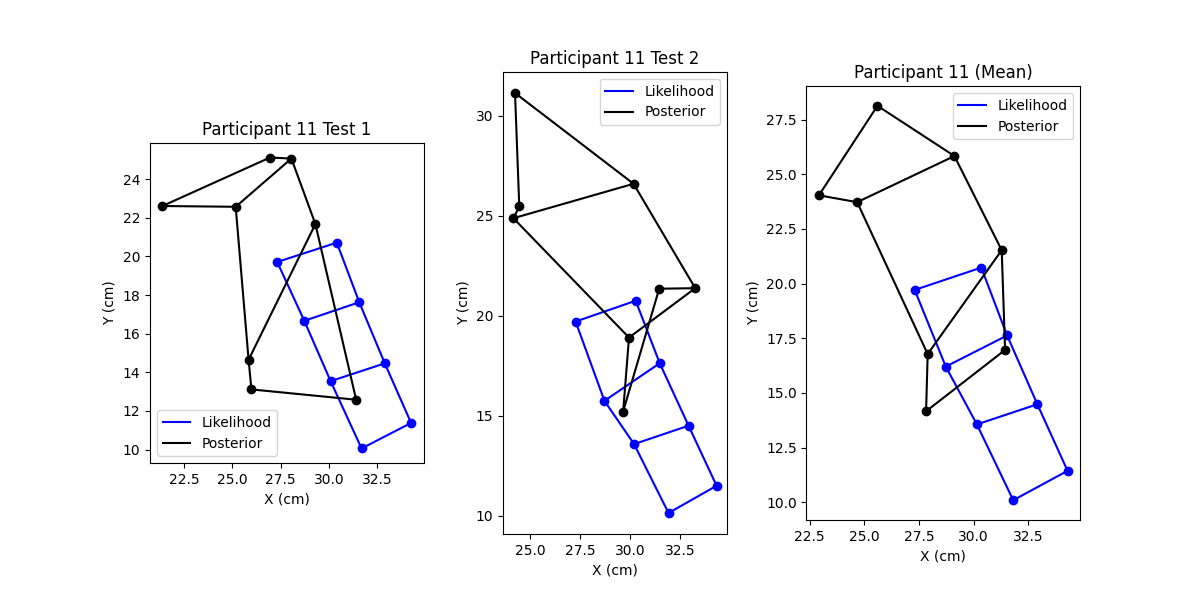 Participant 11 Test 1
24
22
20
18
16
14
12
10
Y (cm)
22.5 25.0 27.5 30.0 32.5
X (cm)
Likelihood
Posterior
Participant 11 Test 2
30
25
20
15
10
Y (cm)
25.0 27.5 30.0 32.5
X (cm)
Likelihood
Posterior
Participant 11 (Mean)
27.5
25.0
22.5
20.0
17.5
15.0
12.5
10.0
Y (cm)
22.5 25.0 27.5 30.0 32.5
X (cm)
Likelihood
Posterior